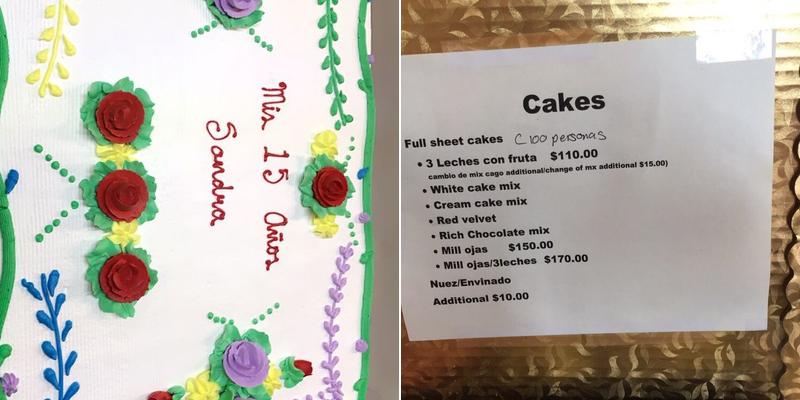 Mis 15 Años
Sandra
Cakes
Full sheet cakes C 100 personas
• 3 Leches con fruta $110.00
cambio de mix cago additional/change of mx additional $15.00)
• White cake mix
• Cream cake mix
• Red velvet
• Rich Chocolate mix
• Mill ojas $150.00
• Mill ojas/3leches $170.00
Nuez/Envinado
Additional $10.00